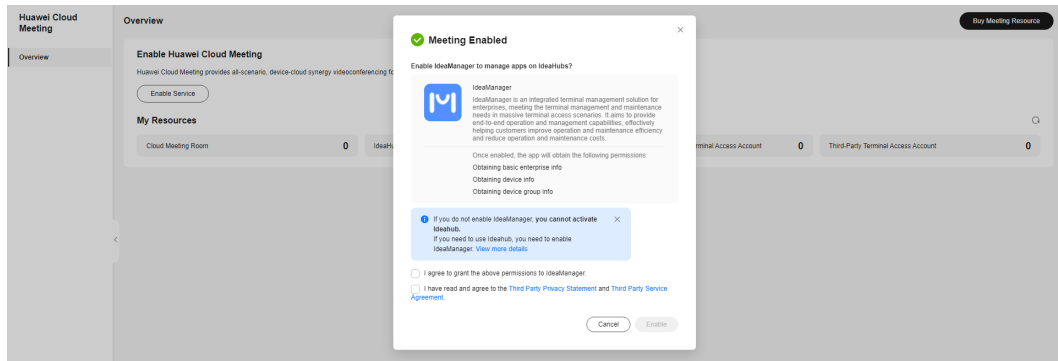 Huawei Cloud
Meeting
Overview
Overview
Buy Meeting Resource
Enable Huawei Cloud Meeting
Huawei Cloud Meeting provides all-scenario, device-cloud synergy videoconferencing fo
Enable Service
My Resources
Cloud Meeting Room 0
IdeaHu
rminal Access Account 0
Third-Party Terminal Access Account 0
Meeting Enabled
Enable IdeaManager to manage apps on IdeaHubs?
IdeaManager
IdeaManager is an integrated terminal management solution for
enterprises, meeting the terminal management and maintenance
needs in massive terminal access scenarios. It aims to provide
end-to-end operation and management capabilities, effectively
helping customers improve operation and maintenance efficiency
and reduce operation and maintenance costs.
Once enabled, the app will obtain the following permissions:
Obtaining basic enterprise info
Obtaining device info
Obtaining device group info
If you do not enable IdeaManager, you cannot activate
Ideahub.
If you need to use Ideahub, you need to enable
IdeaManager. View more details
I agree to grant the above permissions to IdeaManager.
I have read and agree to the Third Party Privacy Statement and Third Party Service
Agreement.
Cancel
Enable